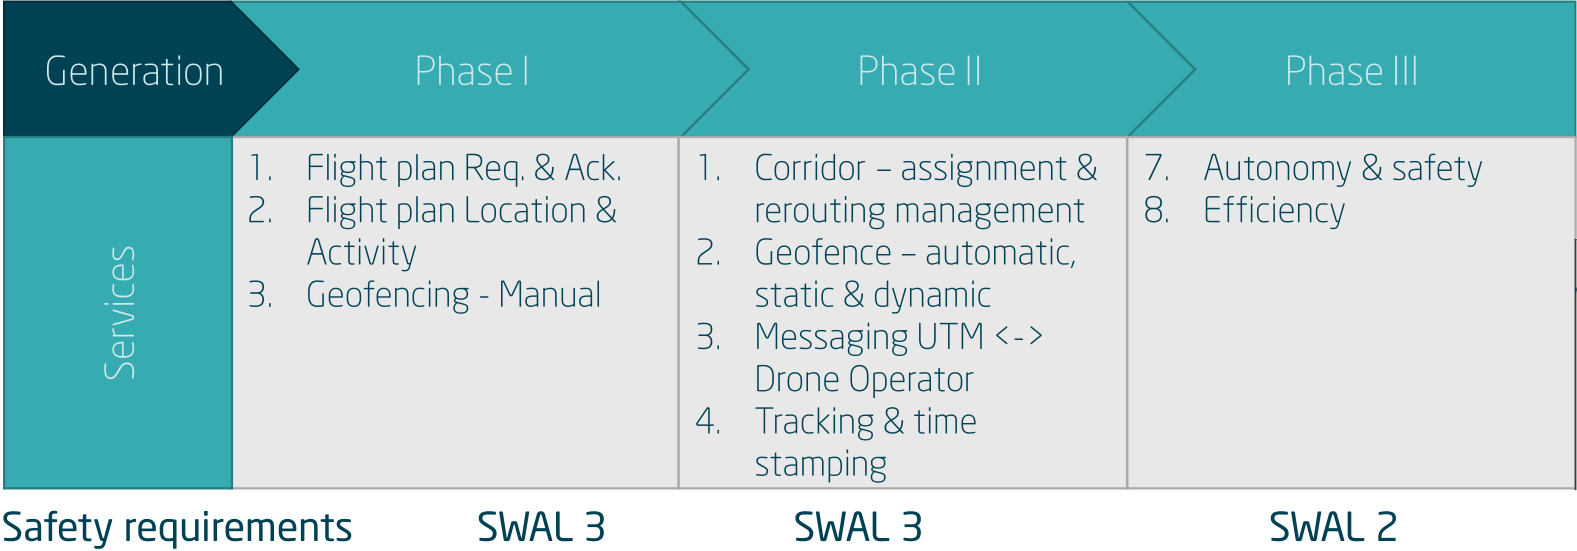 Generation
Phase I
Phase II
Phase III
Services
1. Flight plan Req. & Ack.
2. Flight plan Location &
Activity
3. Geofencing - Manual
1. Corridor – assignment &
rerouting management
2. Geofence – automatic,
static & dynamic
3. Messaging UTM <->
Drone Operator
4. Tracking & time
stamping
7. Autonomy & safety
8. Efficiency
Safety requirements
SWAL 3
SWAL 3
SWAL 2